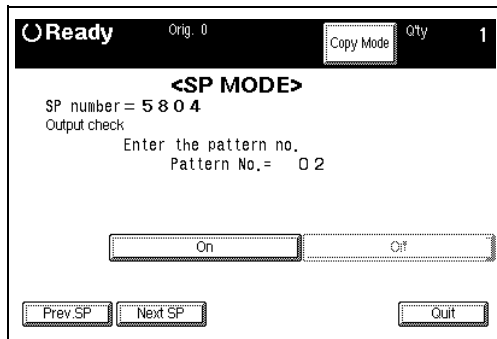 Ready Orig. 0 Copy Mode Q'ty 1
<SP MODE>
SP number = 5804
Output check
Enter the pattern no.
Pattern No.= 02
On Off
Prev.SP Next SP Quit